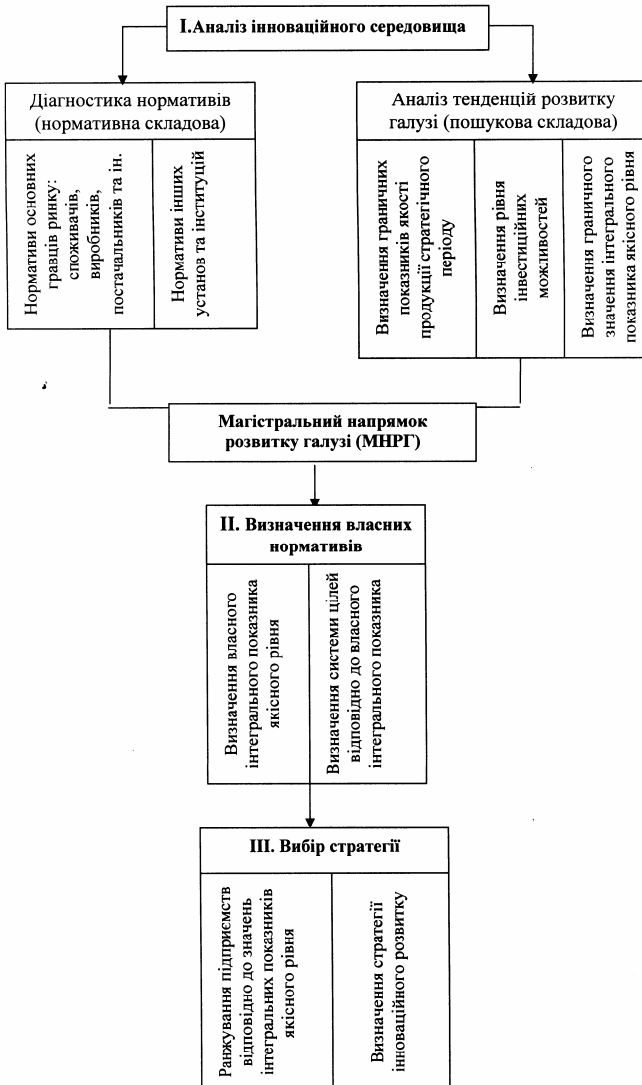 І.Аналіз інноваційного середовища
Діагностика нормативів
(нормативна складова)
Нормативи основних
гравців ринку:
споживачів,
виробників,
постачальників та ін.
Нормативи інших
установ та інституцій
Аналіз тенденцій розвитку
галузі (пошукова складова)
Визначення граничних
показників якості
продукції стратегічного
періоду
Визначення рівня
інвестиційних
можливостей
Визначення граничного
значення інтегрального
показника якісного рівня
Магістральний напрямок
розвитку галузі (МНРГ)
ІІ. Визначення власних
нормативів
Визначення власного
інтегрального показника
якісного рівня
Визначення системи цілей
відповідно до власного
інтегрального показника
ІІІ. Вибір стратегії
Ранжування підприємств
відповідно до значень
інтегральних показників
якісного рівня
Визначення стратегії
інноваційного розвитку